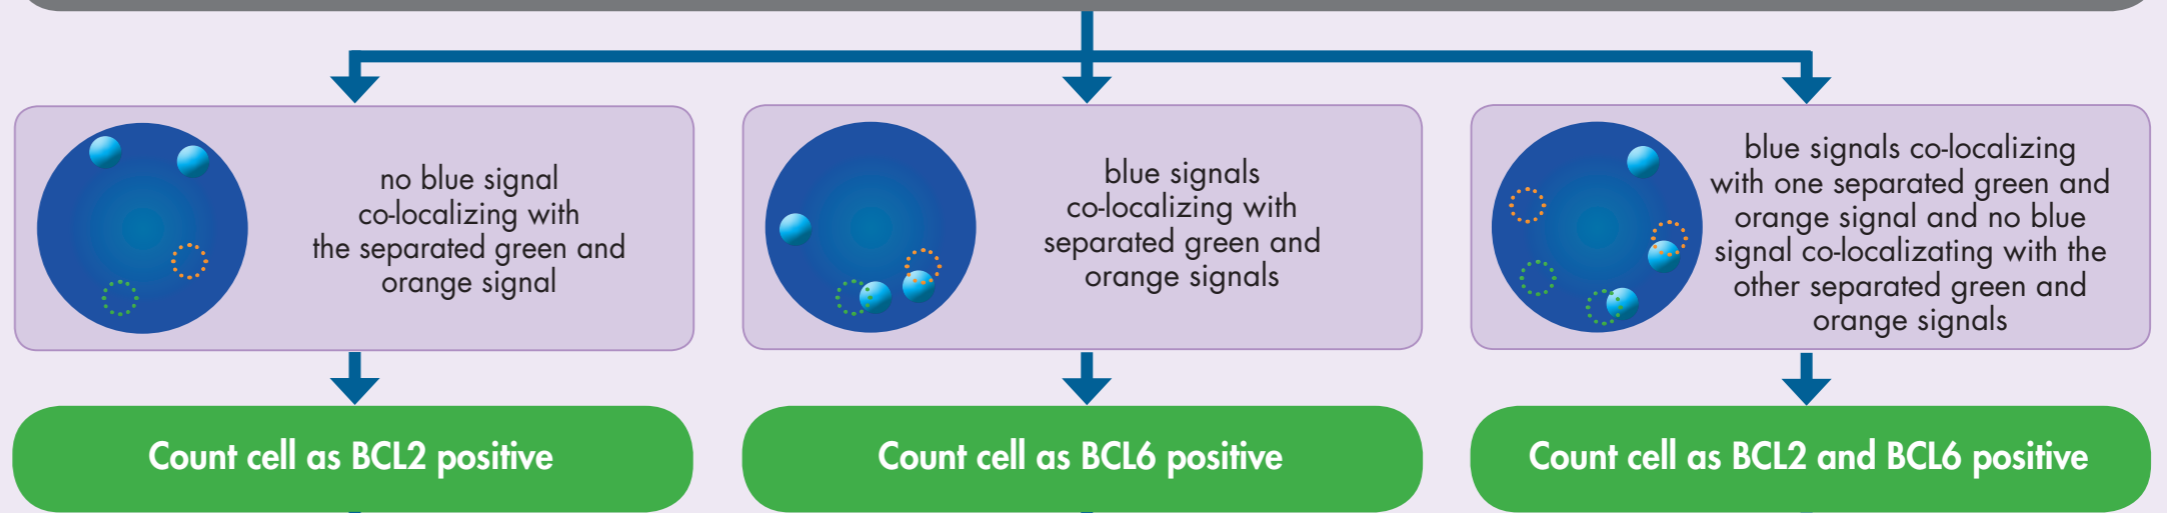 no blue signal
co-localizing with
the separated green and
orange signal
blue signals
co-localizing with
separated green and
orange signals
blue signals co-localizing
with one separated green and
orange signal and no blue
signal co-localizating with the
other separated green and
orange signals
Count cell as BCL2 positive
Count cell as BCL6 positive
Count cell as BCL2 and BCL6 positive